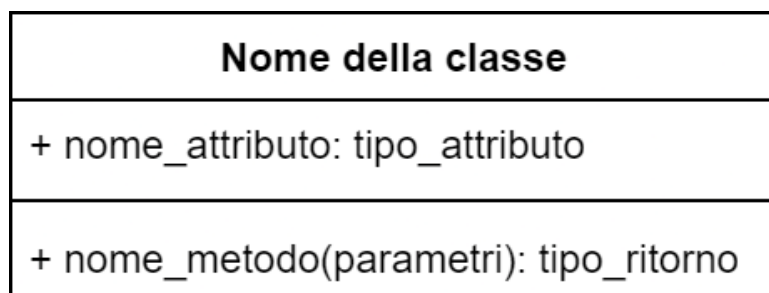 Nome della classe
+ nome_attributo: tipo_attributo
+ nome_metodo(parametri): tipo_ritorno